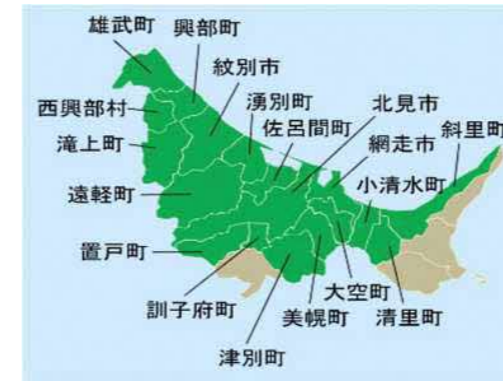 雄武町
興部町
紋別市
西興部村
湧別町
北見市
佐呂間町
斜里町
滝上町
網走市
小清水町
遠軽町
置戸町
大空町
訓子府町
美幌町
清里町
津別町